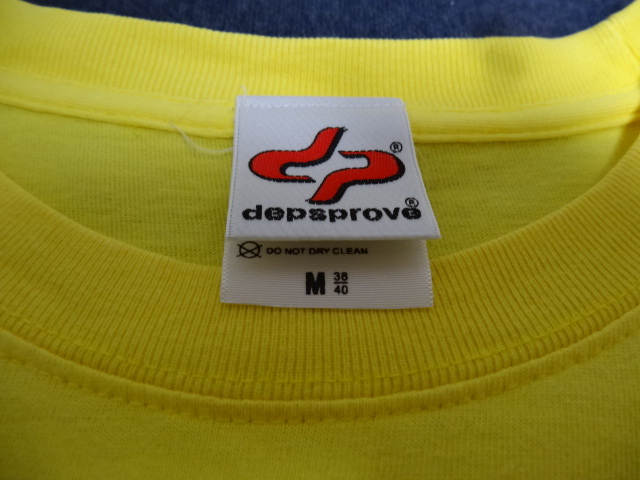 dp®
depsprove®
DO NOT DRY CLEAN
M 38/40